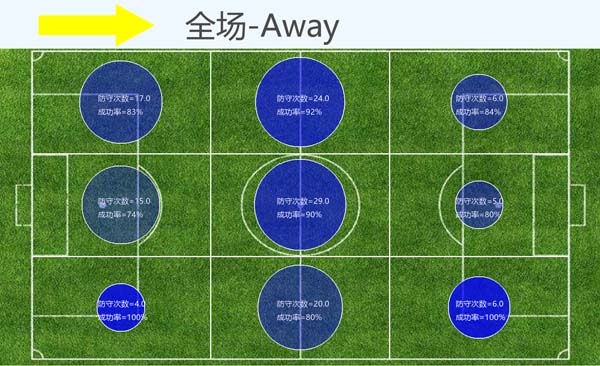 全场-Away
防守次数=17.0
成功率=83%
防守次数=24.0
成功率=92%
防守次数=6.0
成功率=84%
防守次数=15.0
成功率=74%
防守次数=29.0
成功率=90%
防守次数=5.0
成功率=80%
防守次数=4.0
成功率=100%
防守次数=20.0
成功率=80%
防守次数=6.0
成功率=100%